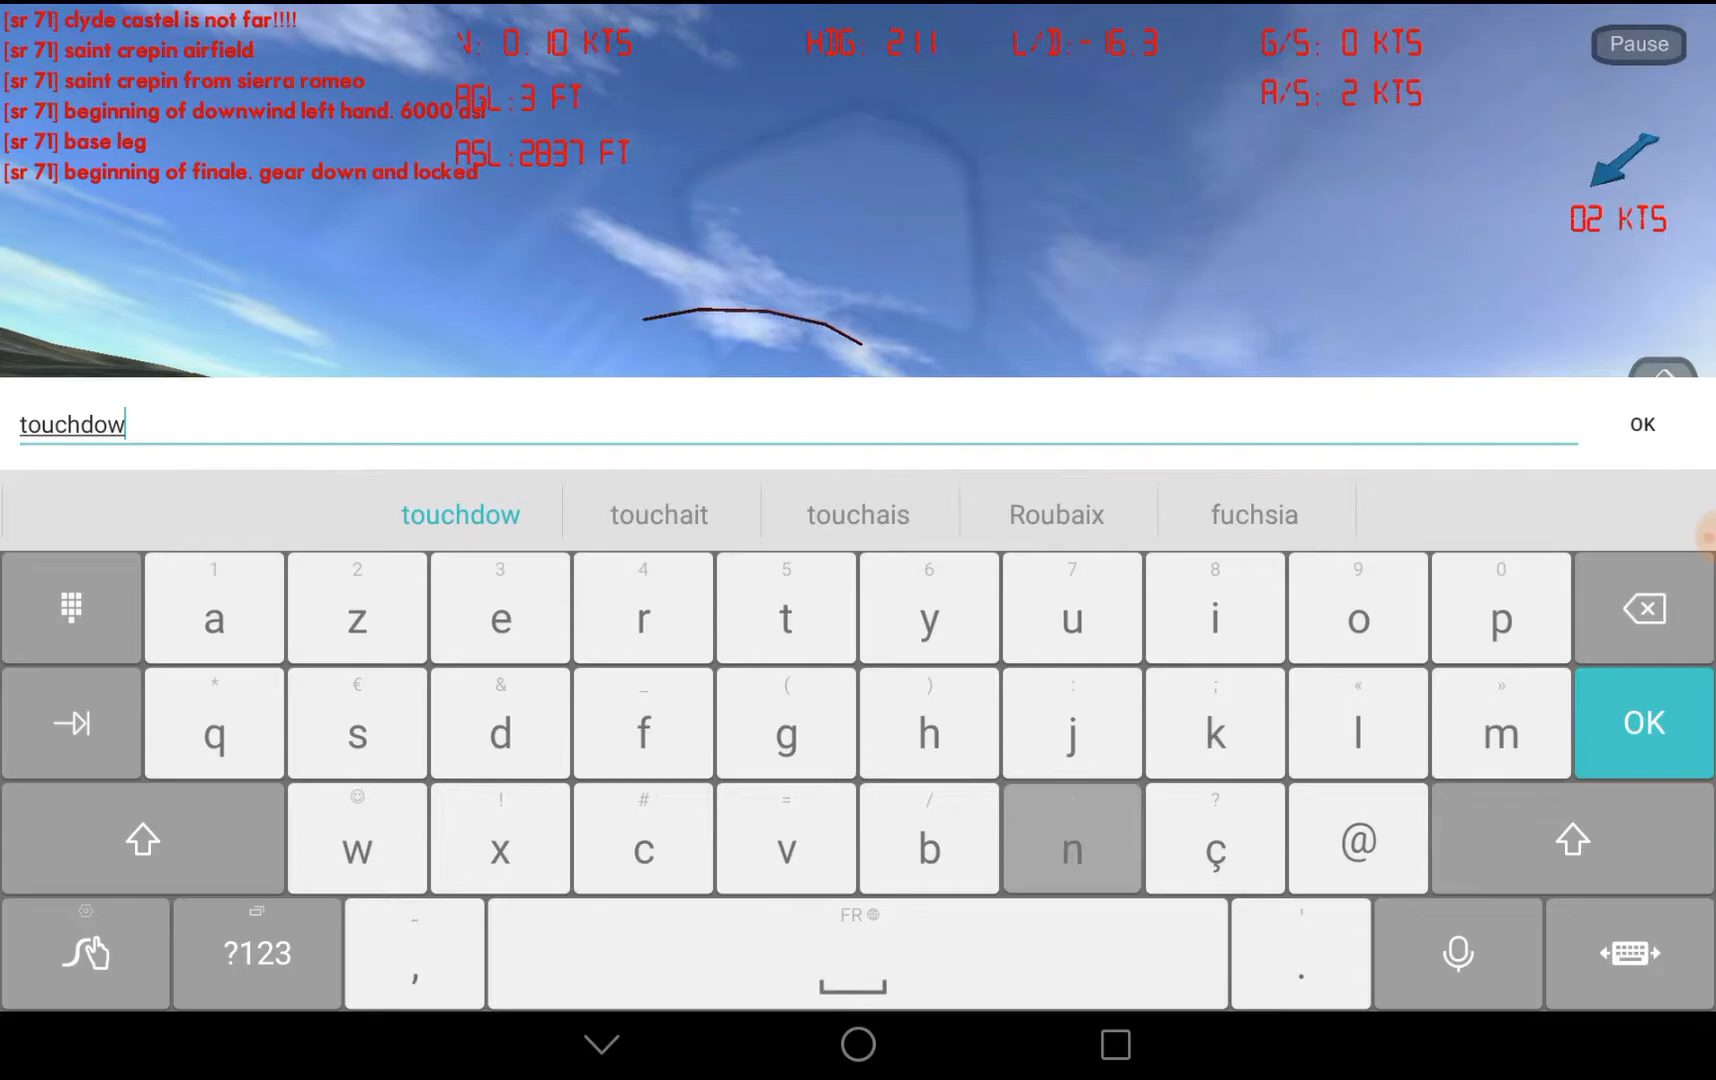 [sr 71] clyde castel is not far!!!!
[sr 71] saint crepin airfield
[sr 71] saint crepin from sierra romeo
[sr 71] beginning of downwind left hand. 6000 asl
[sr 71] base leg
[sr 71] beginning of finale. gear down and locked
V: 0.10 KTS
AGL:3 FT
ASL:2837 FT
HDG: 211
L/D:-16.3
G/S: 0 KTS
A/S: 2 KTS
Pause
02 KTS
touchdow
OK
touchdow touchait touchais Roubaix fuchsia
1 2 3 4 5 6 7 8 9 0
a z e r t y u i o p
* € & _ ( ) : ; « »
q s d f g h j k l m OK
! # = / ' ?
w x c v b n ç @
- FR '
?123 , .